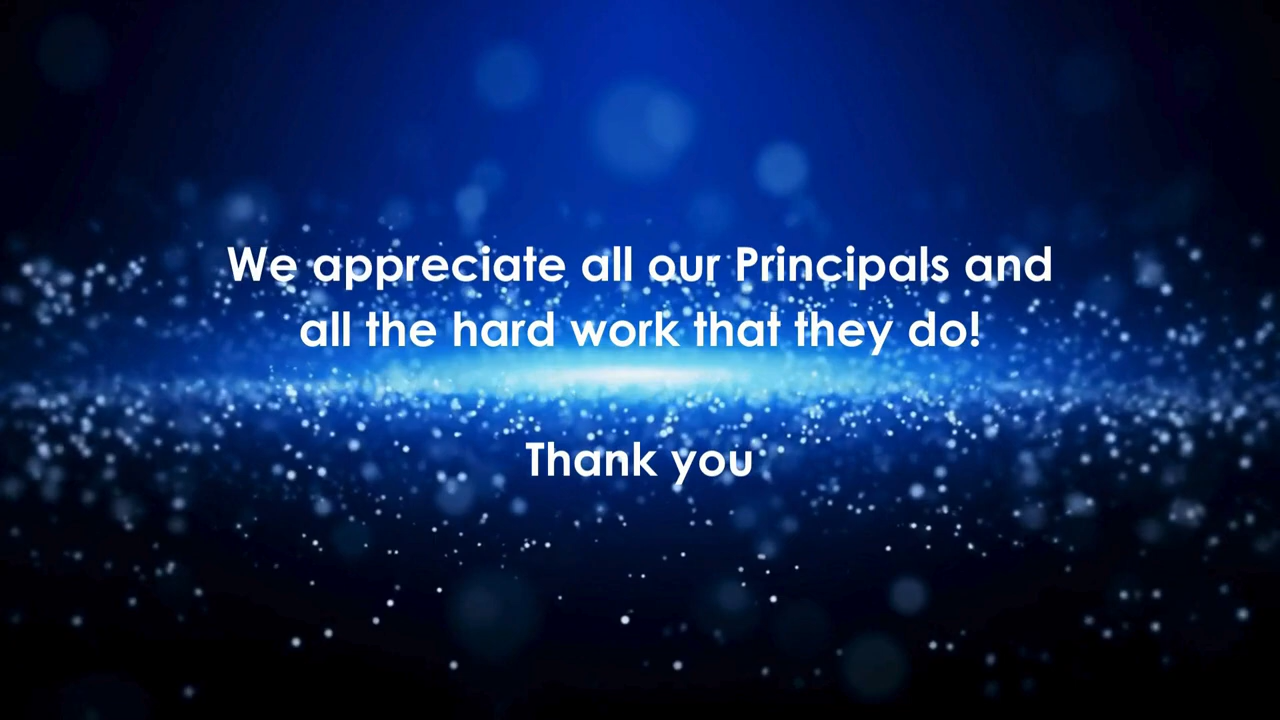 We appreciate all our Principals and
all the hard work that they do!
Thank you